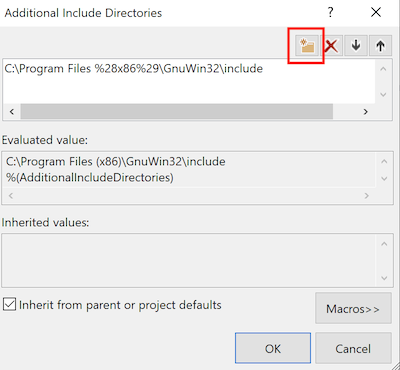 Additional Include Directories
?
C:\Program Files %28x86%29\GnuWin32\include
Evaluated value:
C:\Program Files (x86)\GnuWin32\include
%(AdditionalIncludeDirectories)
Inherited values:
Inherit from parent or project defaults
Macros>>
OK
Cancel